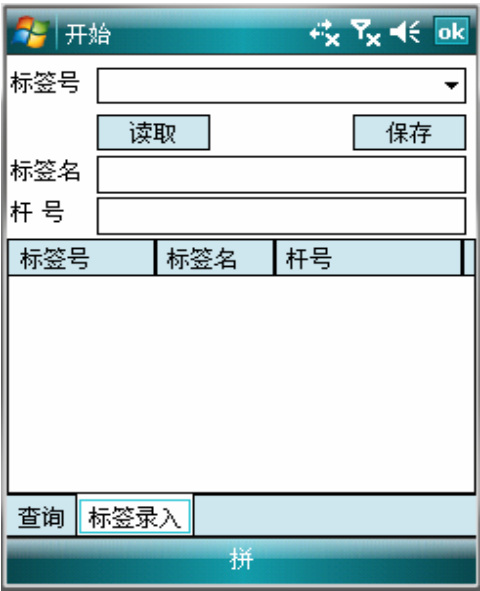 开始 ok
标签号
读取 保存
标签名
杆 号
标签号 标签名 杆号
查询 标签录入
拼